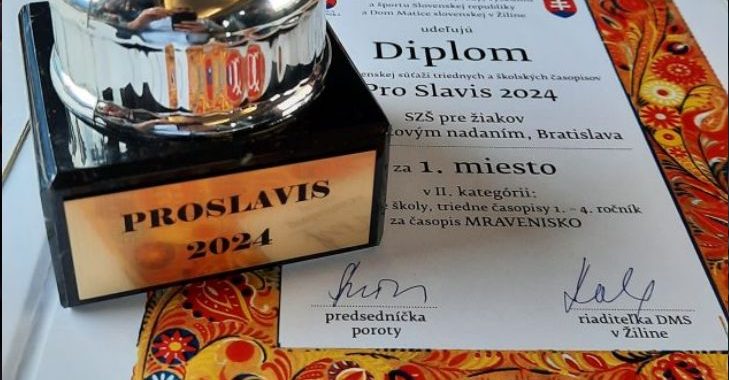 a športu Slovenskej republiky
a Dom Matice slovenskej v Žiline
udeľujú
Diplom
súťaži triednych a školských časopisov
Pro Slavis 2024
SZŠ pre žiakov
nadaním, Bratislava
za 1. miesto
v II. kategórii:
školy, triedne časopisy 1. – 4. ročník
za časopis MRAVENISKO
predsedníčka
poroty
riaditeľka DMS
v Žiline
PROSLAVIS
2024